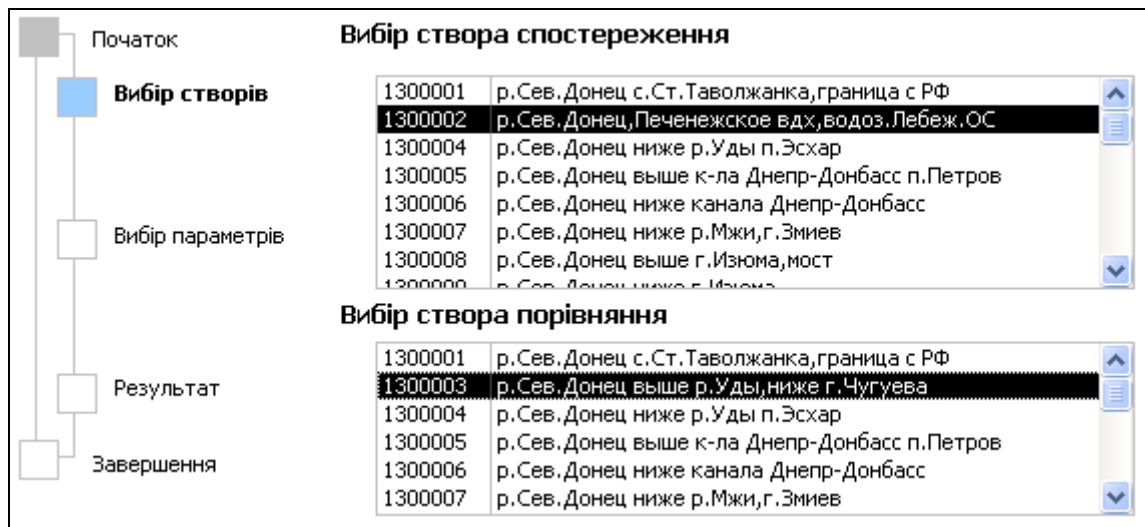 Початок
Вибір створів
Вибір параметрів
Результат
Завершення
Вибір створа спостереження
1300001 р.Сев.Донец с.Ст.Таволжанка,граница с РФ
1300002 р.Сев.Донец,Печенежское вдх,водоз.Лебеж.ОС
1300004 р.Сев.Донец ниже р.Уды п.Эсхар
1300005 р.Сев.Донец выше к-ла Днепр-Донбасс п.Петров
1300006 р.Сев.Донец ниже канала Днепр-Донбасс
1300007 р.Сев.Донец ниже р.Мжи,г.Змиев
1300008 р.Сев.Донец выше г.Изюма,мост
1300009 р.Сев.Донец ниже г.Изюма
Вибір створа порівняння
1300001 р.Сев.Донец с.Ст.Таволжанка,граница с РФ
1300003 р.Сев.Донец выше р.Уды,ниже г.Чугуева
1300004 р.Сев.Донец ниже р.Уды п.Эсхар
1300005 р.Сев.Донец выше к-ла Днепр-Донбасс п.Петров
1300006 р.Сев.Донец ниже канала Днепр-Донбасс
1300007 р.Сев.Донец ниже р.Мжи,г.Змиев